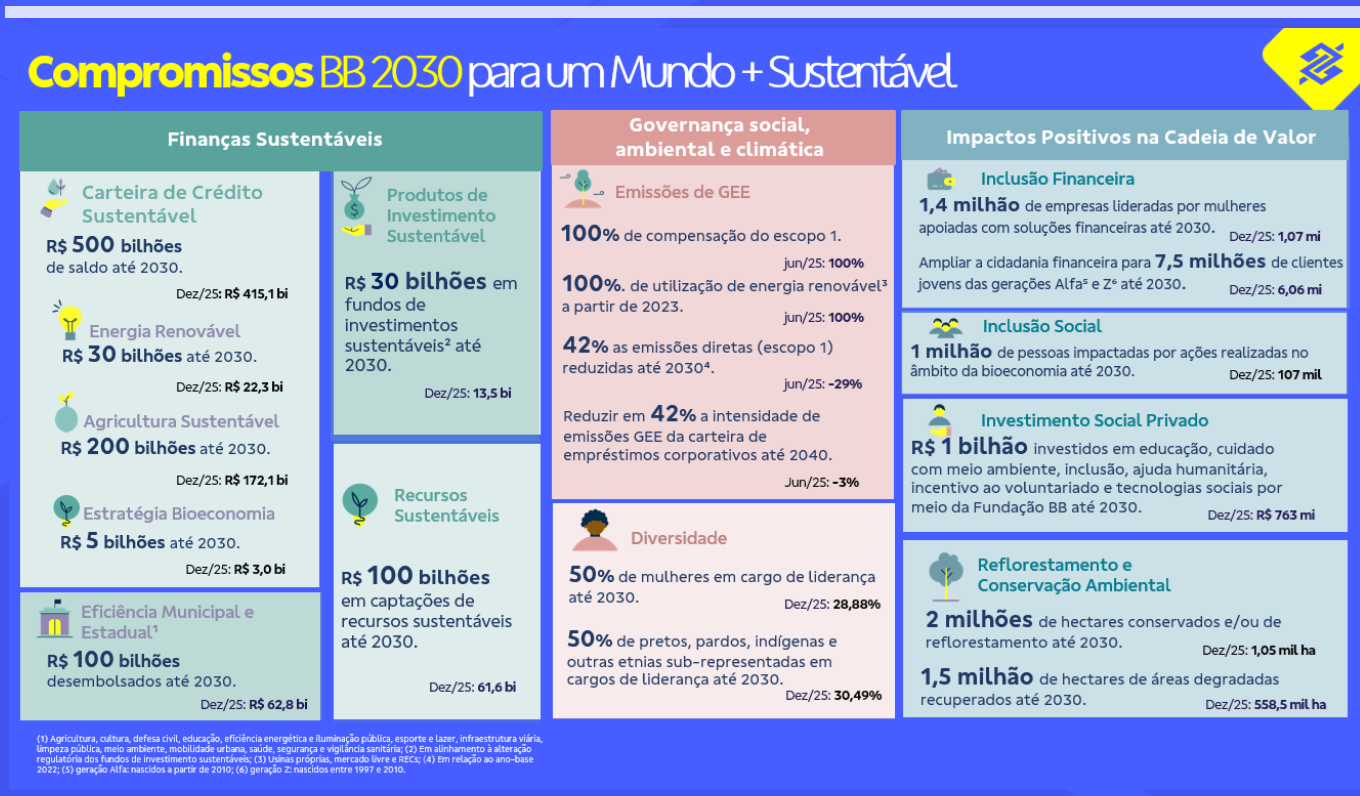 Compromissos BB 2030 para um Mundo + Sustentável
Finanças Sustentáveis
Carteira de Crédito
Sustentável
R$ 500 bilhões
de saldo até 2030.
Dez/25: R$ 415,1 bi
Energia Renovável
R$ 30 bilhões até 2030.
Dez/25: R$ 22,3 bi
Agricultura Sustentável
R$ 200 bilhões até 2030.
Dez/25: R$ 172,1 bi
Estratégia Bioeconomia
R$ 5 bilhões até 2030.
Dez/25: R$ 3,0 bi
Eficiência Municipal e
Estadual¹
R$ 100 bilhões
desembolsados até 2030.
Dez/25: R$ 62,8 bi
Produtos de
Investimento
Sustentável
R$ 30 bilhões em
fundos de
investimentos
sustentáveis² até
2030.
Dez/25: 13,5 bi
Recursos
Sustentáveis
R$ 100 bilhões
em captações de
recursos sustentáveis
até 2030.
Dez/25: 61,6 bi
Governança social,
ambiental e climática
Emissões de GEE
100% de compensação do escopo 1.
jun/25: 100%
100%. de utilização de energia renovável³
a partir de 2023.
jun/25: 100%
42% as emissões diretas (escopo 1)
reduzidas até 2030⁴.
jun/25: -29%
Reduzir em 42% a intensidade de
emissões GEE da carteira de
empréstimos corporativos até 2040.
Jun/25: -3%
Diversidade
50% de mulheres em cargo de liderança
até 2030.
Dez/25: 28,88%
50% de pretos, pardos, indígenas e
outras etnias sub-representadas em
cargos de liderança até 2030.
Dez/25: 30,49%
Impactos Positivos na Cadeia de Valor
Inclusão Financeira
1,4 milhão de empresas lideradas por mulheres
apoiadas com soluções financeiras até 2030.
Dez/25: 1,07 mi
Ampliar a cidadania financeira para 7,5 milhões de clientes
jovens das gerações Alfa⁵ e Z⁶ até 2030.
Dez/25: 6,06 mi
Inclusão Social
1 milhão de pessoas impactadas por ações realizadas no
âmbito da bioeconomia até 2030.
Dez/25: 107 mil
Investimento Social Privado
R$ 1 bilhão investidos em educação, cuidado
com meio ambiente, inclusão, ajuda humanitária,
incentivo ao voluntariado e tecnologias sociais por
meio da Fundação BB até 2030.
Dez/25: R$ 763 mi
Reflorestamento e
Conservação Ambiental
2 milhões de hectares conservados e/ou de
reflorestamento até 2030.
Dez/25: 1,05 mil ha
1,5 milhão de hectares de áreas degradadas
recuperados até 2030.
Dez/25: 558,5 mil ha
(1) Agricultura, cultura, defesa civil, educação, eficiência energética e iluminação pública, esporte e lazer, infraestrutura viária,
limpeza pública, meio ambiente, mobilidade urbana, saúde, segurança e vigilância sanitária; (2) Em alinhamento à alteração
regulatória dos fundos de investimento sustentáveis; (3) Usinas próprias, mercado livre e RECs; (4) Em relação ao ano-base
2022; (5) geração Alfa: nascidos a partir de 2010; (6) geração Z: nascidos entre 1997 e 2010.